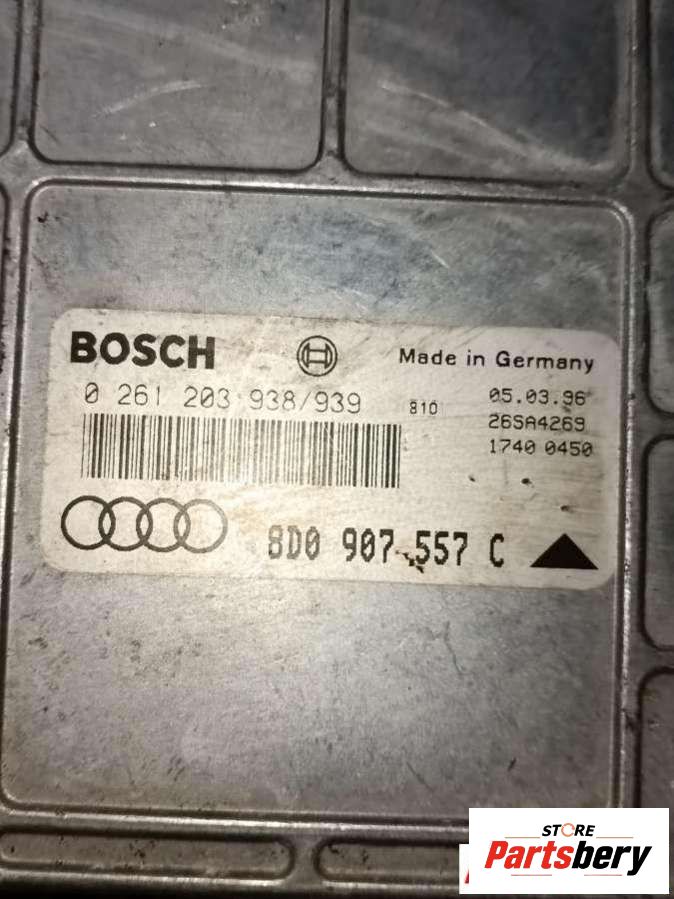 BOSCH Made in Germany
0 261 203 938/939 810 05.03.96
26SA4269
1740 0450
8D0 907 557 C
STORE
Partsbery